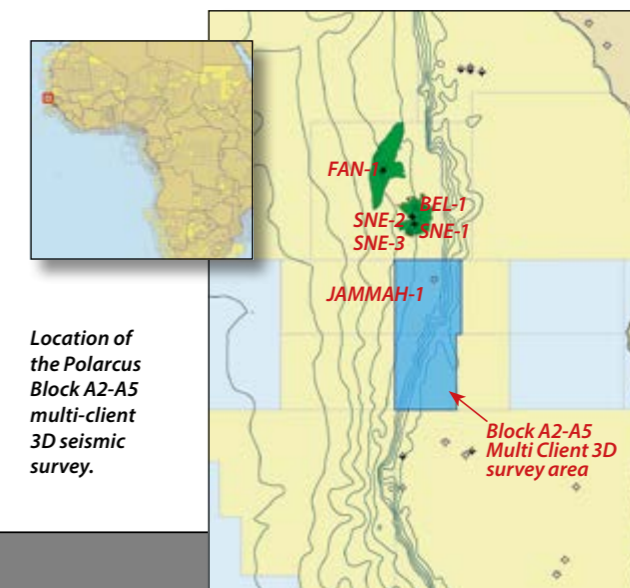 FAN-1
BEL-1
SNE-2
SNE-1
SNE-3
JAMMAH-1
Location of
the Polarcus
Block A2-A5
multi-client
3D seismic
survey.
Block A2-A5
Multi Client 3D
survey area